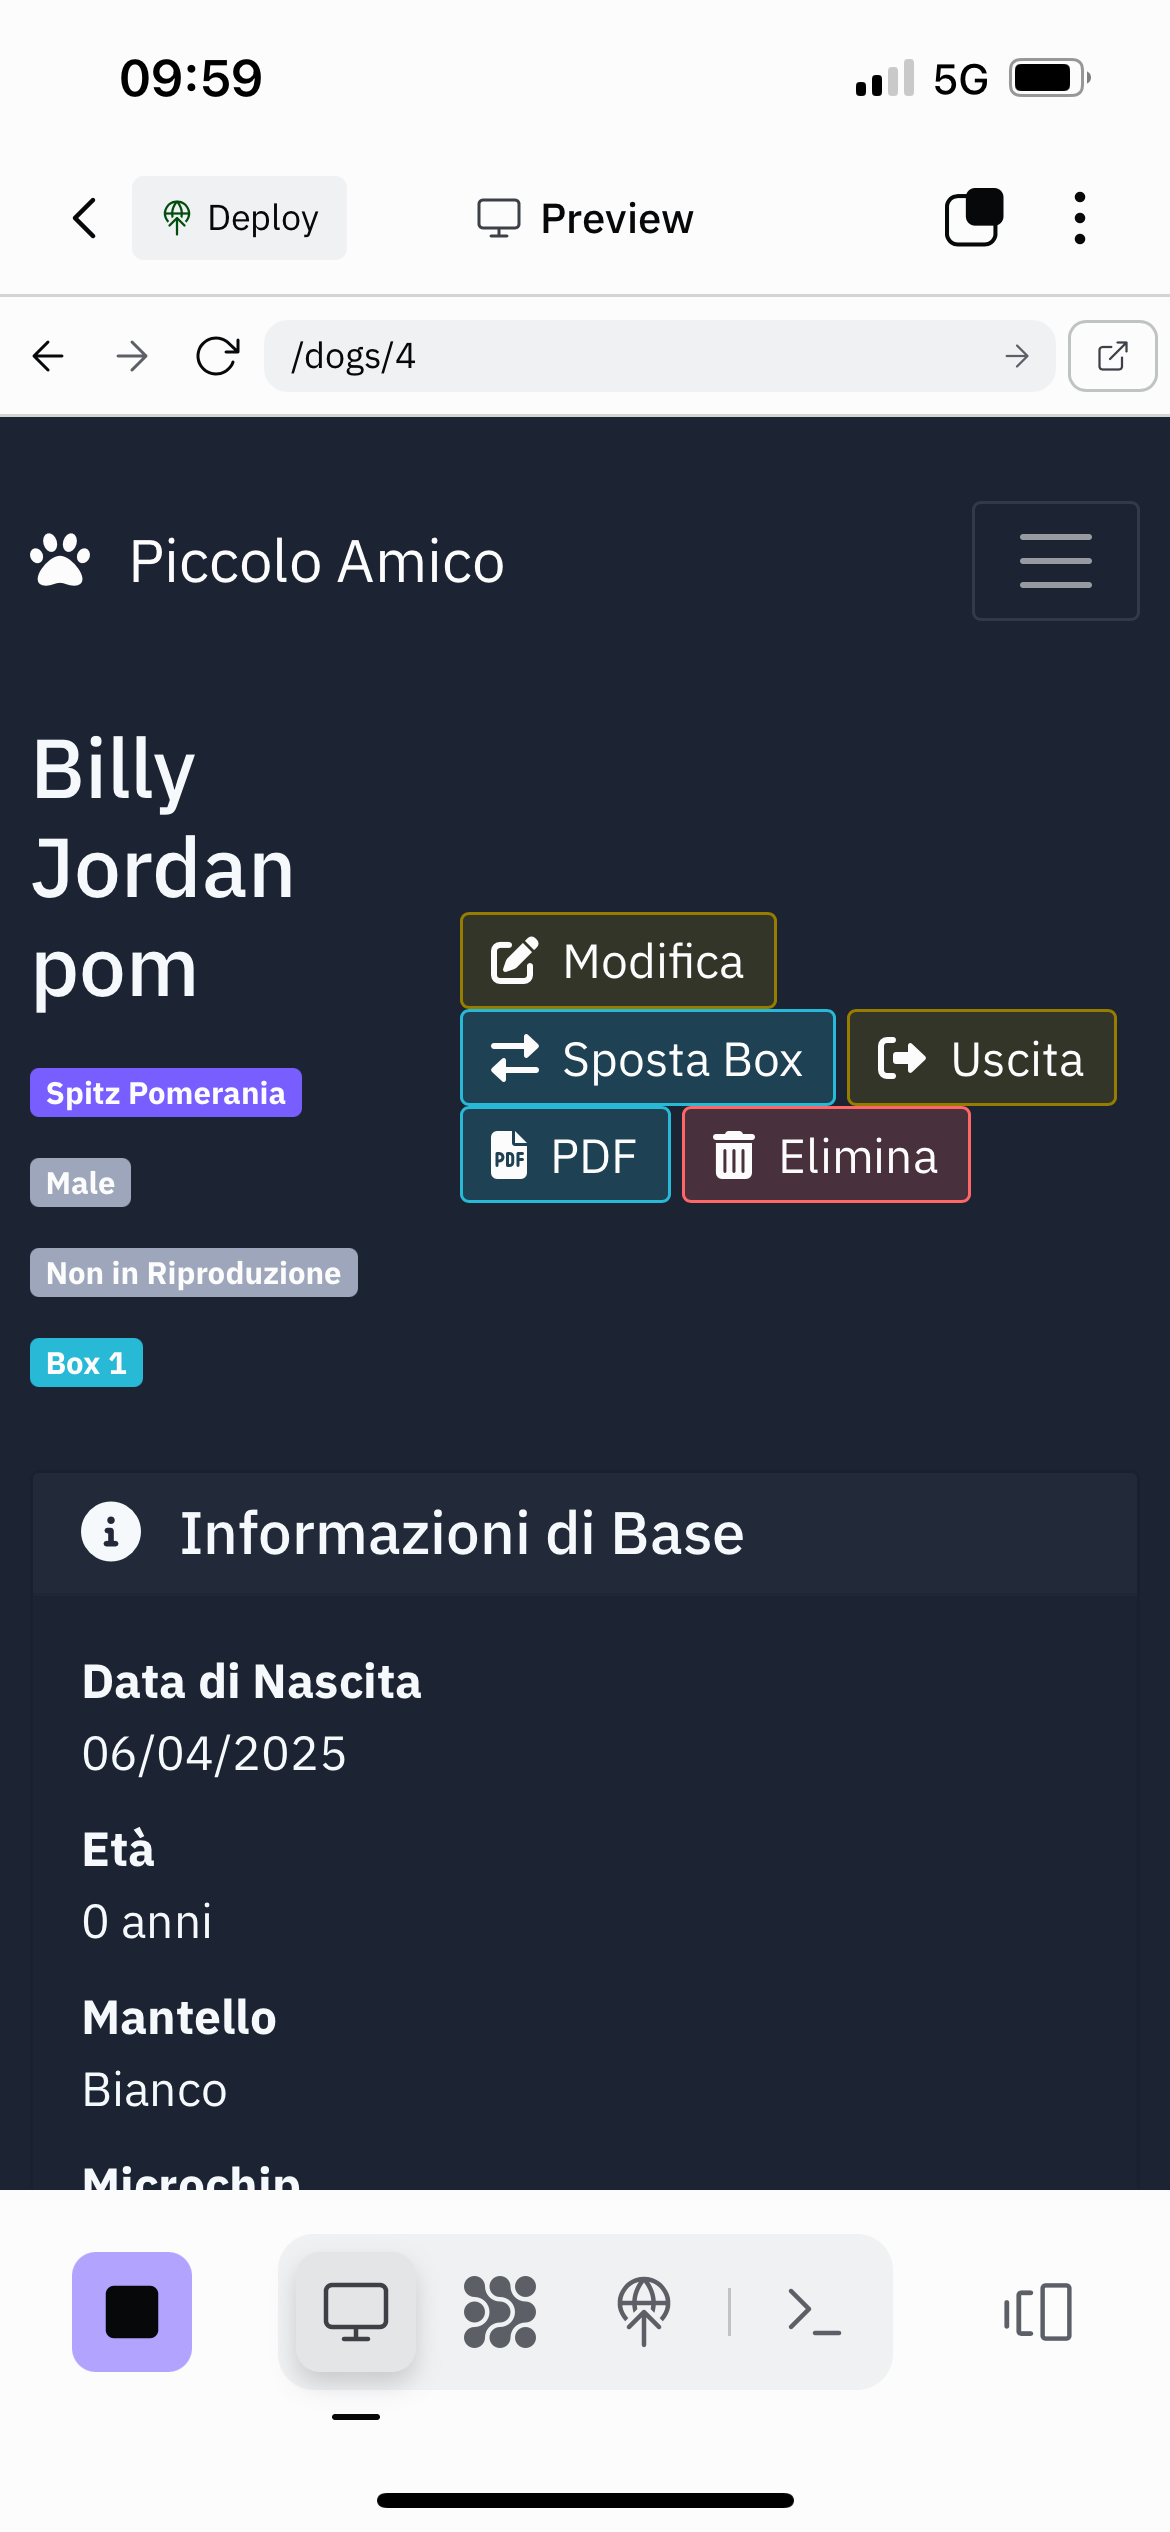 09:59
5G
Deploy
Preview
/dogs/4
Piccolo Amico
Billy
Jordan
pom
Modifica
Sposta Box
Uscita
PDF
PDF
Elimina
Spitz Pomerania
Male
Non in Riproduzione
Box 1
Informazioni di Base
Data di Nascita
06/04/2025
Età
0 anni
Mantello
Bianco
Microchip